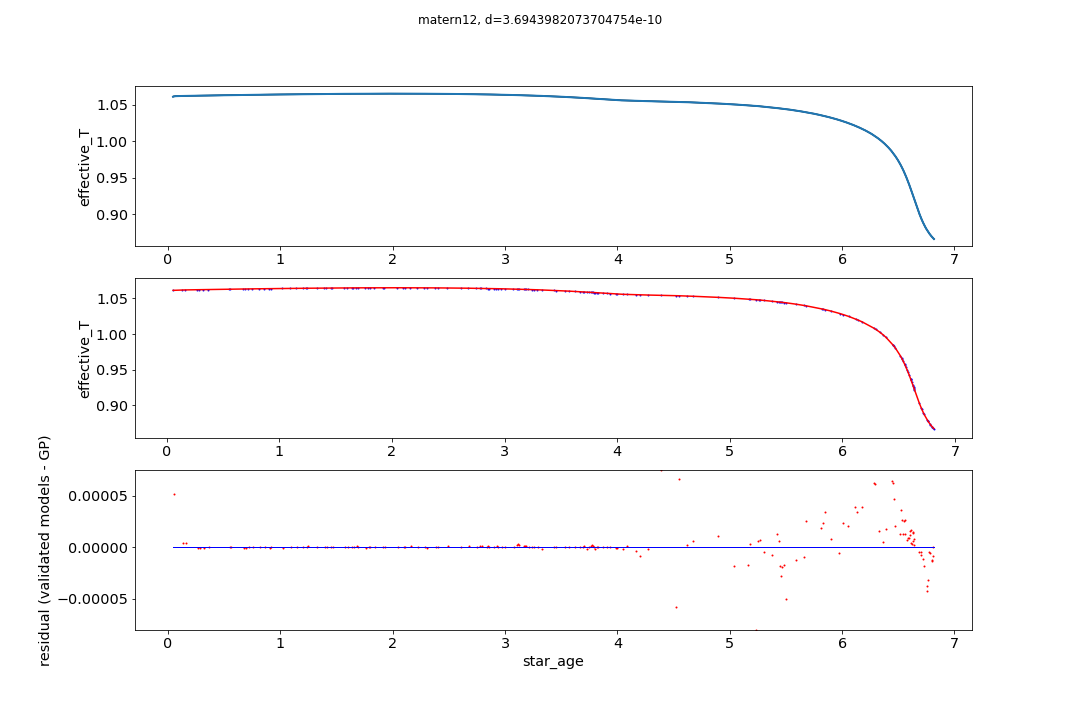 matern12, d=3.6943982073704754e-10
effective_T
1.05
1.00
0.95
0.90
0 1 2 3 4 5 6 7
effective_T
1.05
1.00
0.95
0.90
0 1 2 3 4 5 6 7
residual (validated models - GP)
0.00005
0.00000
−0.00005
0 1 2 3 4 5 6 7
star_age